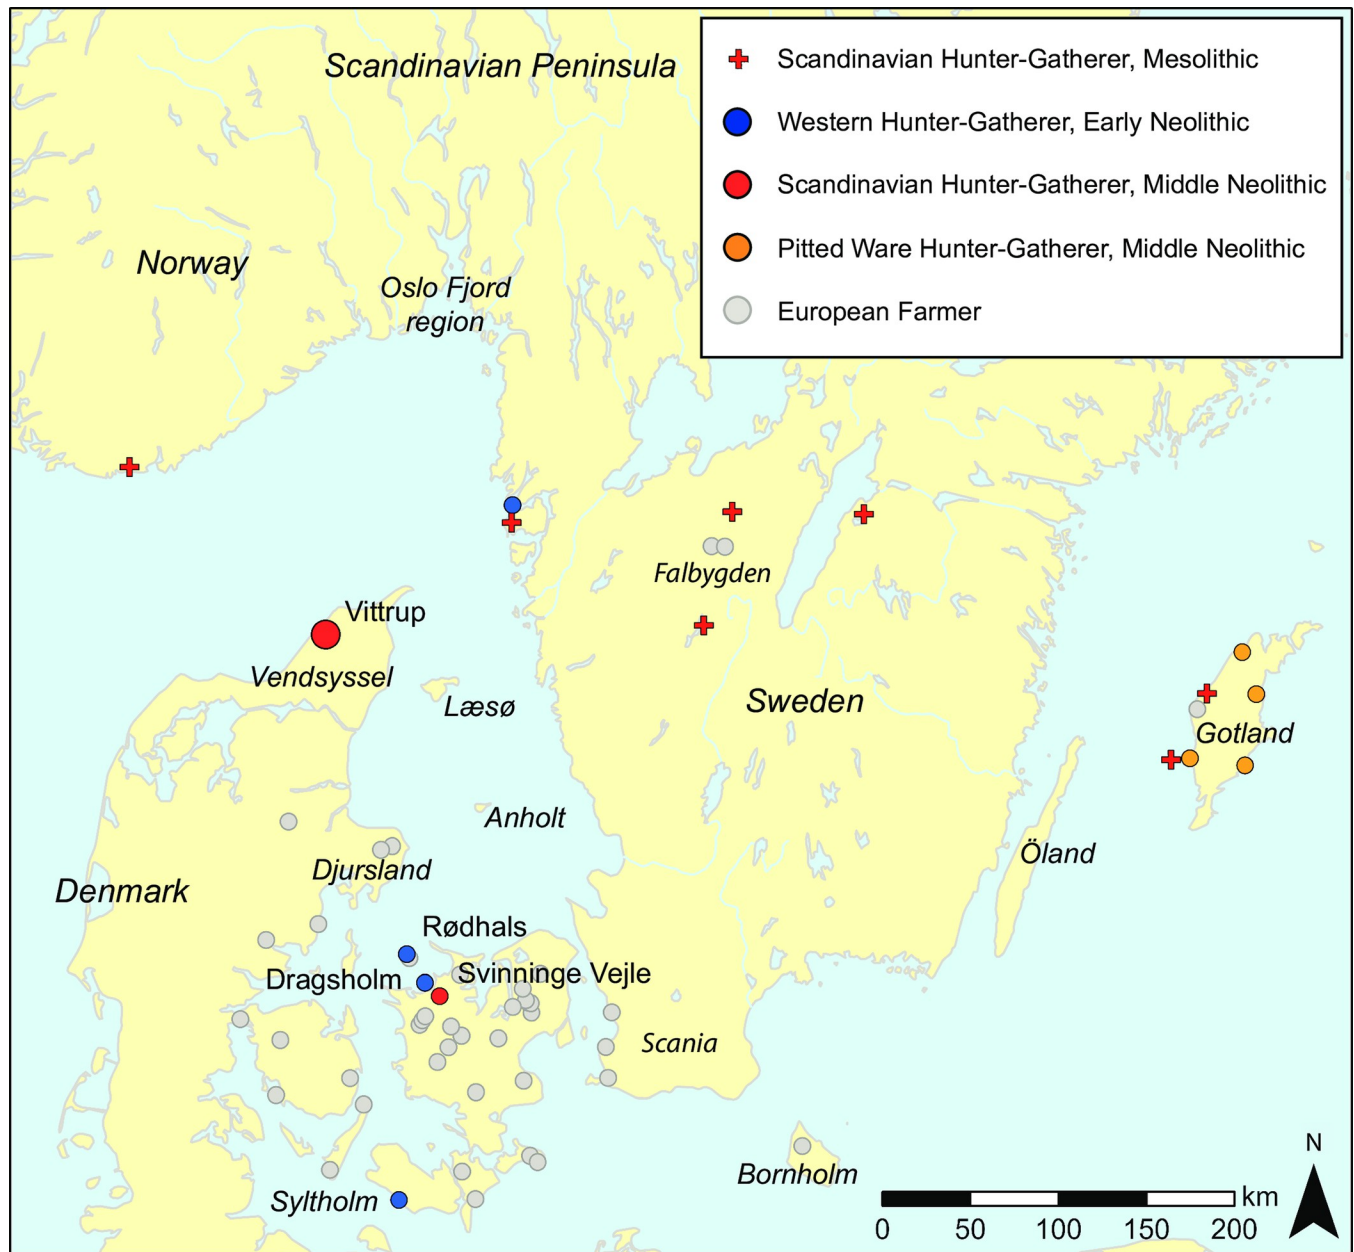 Scandinavian Peninsula
Scandinavian Hunter-Gatherer, Mesolithic
Western Hunter-Gatherer, Early Neolithic
Scandinavian Hunter-Gatherer, Middle Neolithic
Pitted Ware Hunter-Gatherer, Middle Neolithic
European Farmer
Norway
Oslo Fjord
region
Falbygden
Vittrup
Vendsyssel
Læsø
Sweden
Gotland
Anholt
Öland
Djursland
Denmark
Rødhals
Dragsholm
Svinninge Vejle
Scania
Bornholm
Syltholm
N
km
0 50 100 150 200